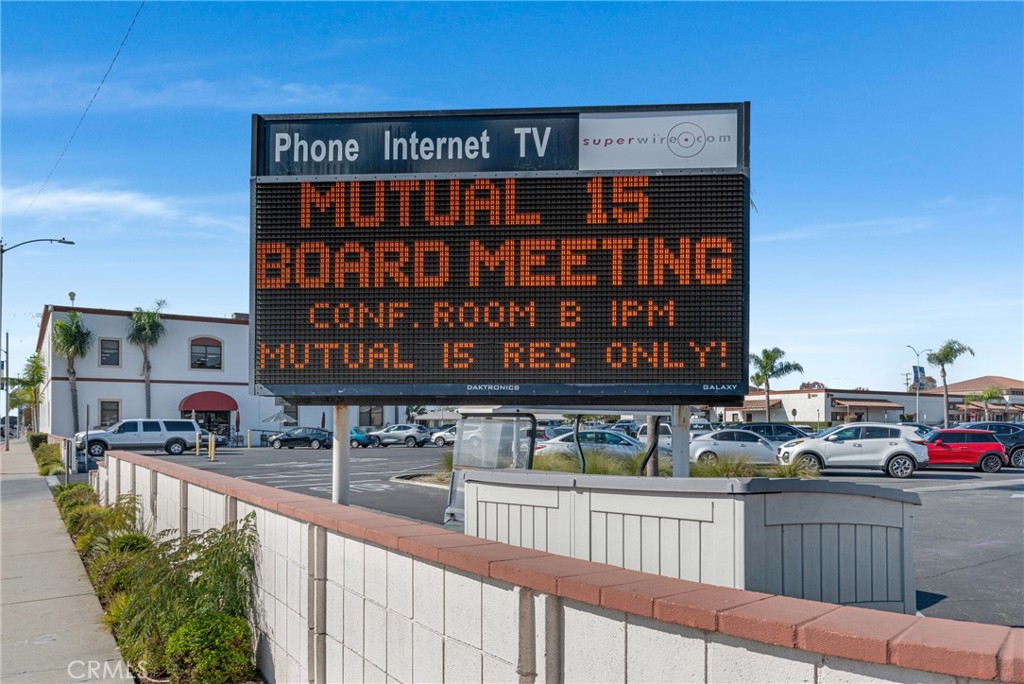 Phone Internet TV
superwire.com
MUTUAL 15
BOARD MEETING
CONF. ROOM B 1PM
MUTUAL 15 RES ONLY!
DAKTRONICS GALAXY
CRMLS